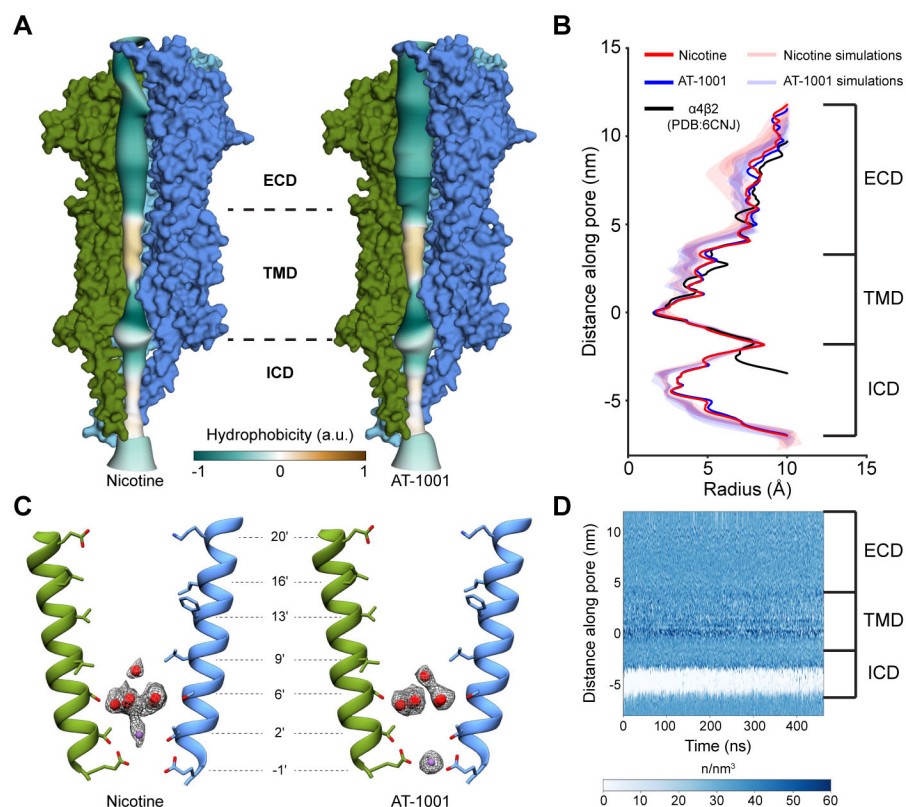 A
ECD
TMD
ICD
Hydrophobicity (a.u.)
-1 0 1
Nicotine
AT-1001
B
Nicotine
Nicotine simulations
AT-1001
AT-1001 simulations
α4β2
(PDB:6CNJ)
Distance along pore (nm)
10
5
0
-5
0 5 10 15
Radius (Å)
ECD
TMD
ICD
C
20'
16'
13'
9'
6'
2'
-1'
Nicotine
AT-1001
D
Distance along pore (nm)
10
5
0
-5
0 100 200 300 400
Time (ns)
ECD
TMD
ICD
n/nm³
0 10 20 30 40 50 60